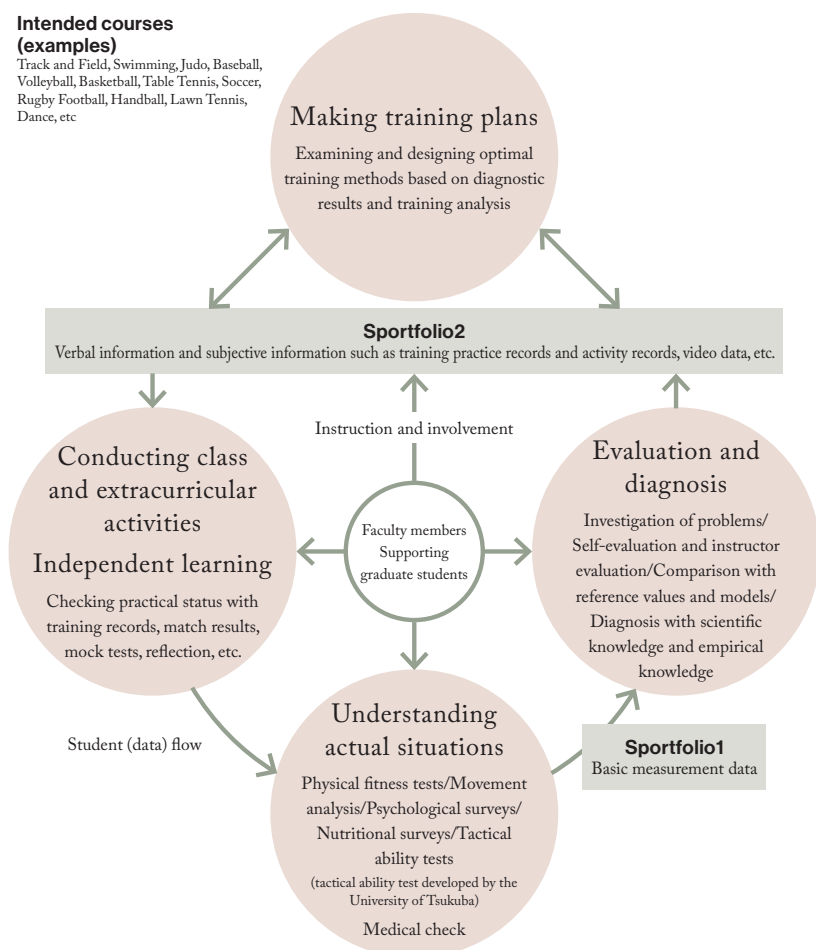 Intended courses
(examples)
Track and Field, Swimming, Judo, Baseball,
Volleyball, Basketball, Table Tennis, Soccer,
Rugby Football, Handball, Lawn Tennis,
Dance, etc
Making training plans
Examining and designing optimal
training methods based on diagnostic
results and training analysis
Sportfolio2
Verbal information and subjective information such as training practice records and activity records, video data, etc.
Instruction and involvement
Conducting class
and extracurricular
activities
Independent learning
Checking practical status with
training records, match results,
mock tests, reflection, etc.
Faculty members
Supporting
graduate students
Evaluation and
diagnosis
Investigation of problems/
Self-evaluation and instructor
evaluation/Comparison with
reference values and models/
Diagnosis with scientific
knowledge and empirical
knowledge
Student (data) flow
Understanding
actual situations
Physical fitness tests/Movement
analysis/Psychological surveys/
Nutritional surveys/Tactical
ability tests
(tactical ability test developed by the
University of Tsukuba)
Medical check
Sportfolio1
Basic measurement data